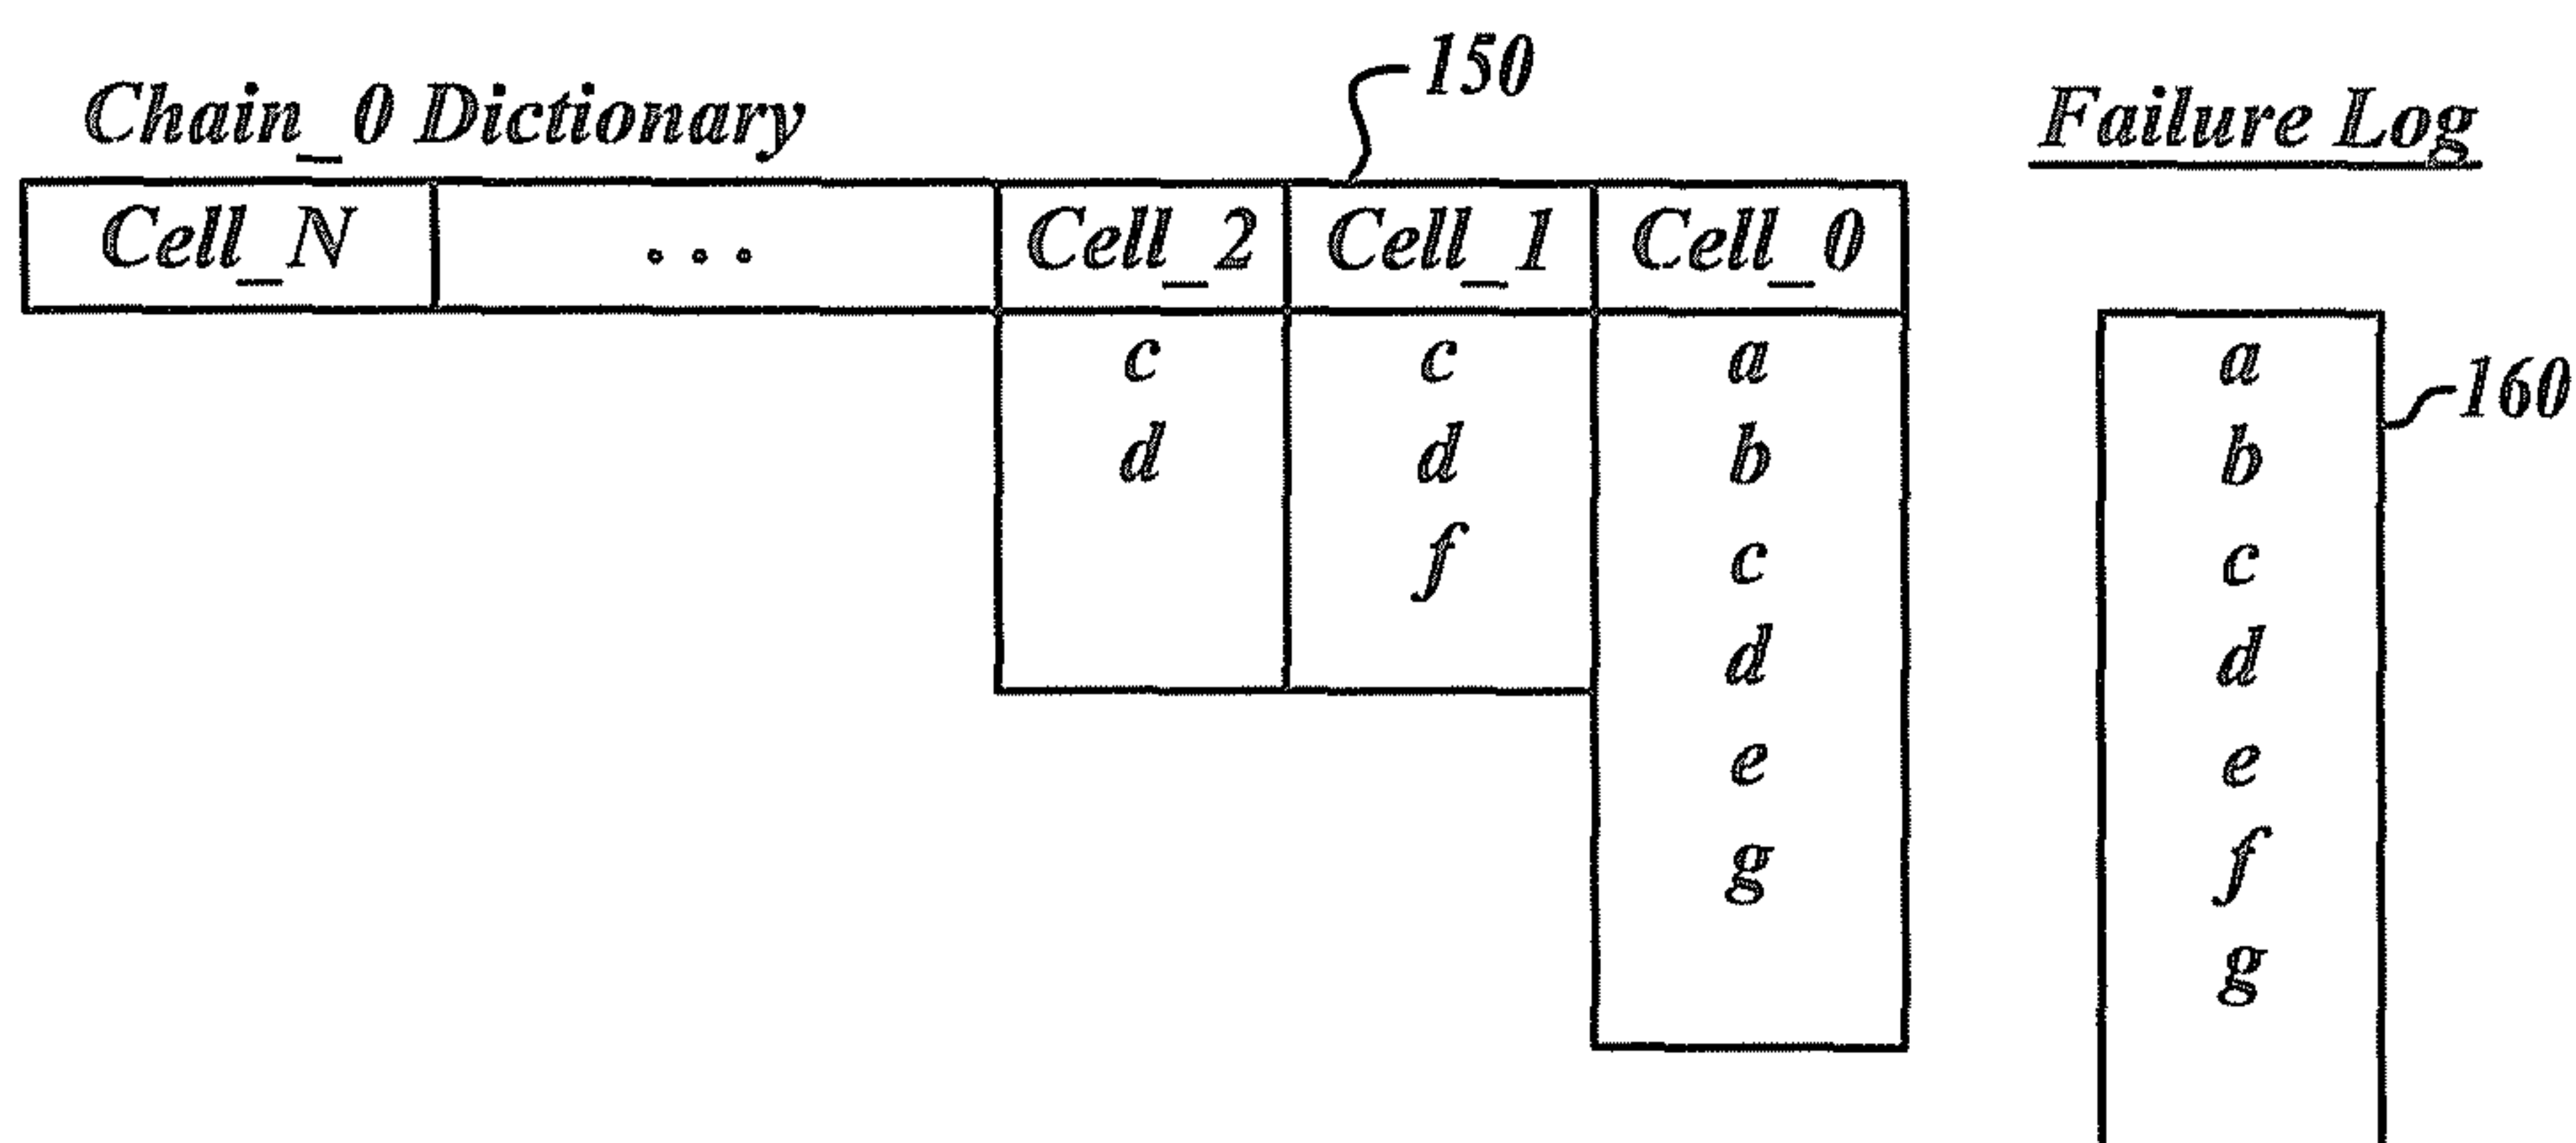 150
Chain_0 Dictionary Failure Log
Cell_N ... Cell_2 Cell_1 Cell_0
c c a a
160
d d b b
f c c
d d
e e
g f
g